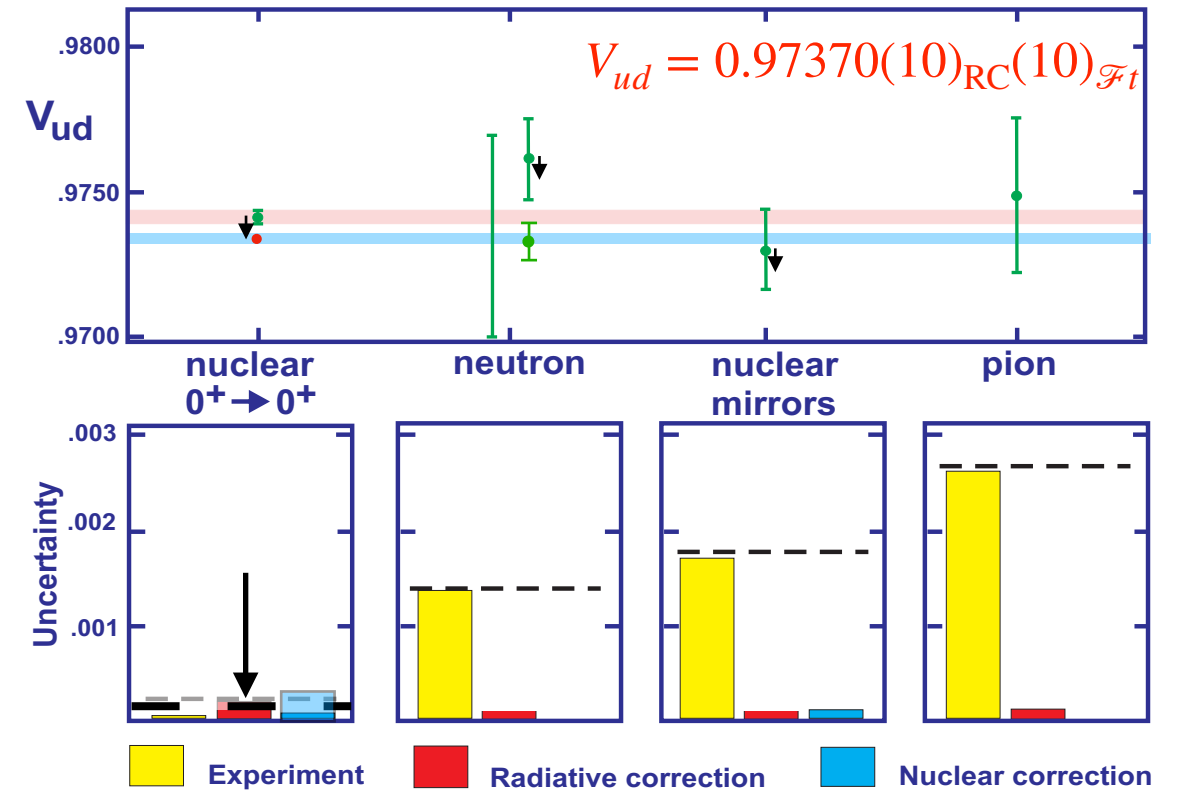 .9800
V_ud = 0.97370(10)_RC(10)_ℱt
V_ud
.9750
.9700
nuclear
0⁺ → 0⁺
neutron
nuclear
mirrors
pion
.003
.002
.001
Uncertainty
Experiment
Radiative correction
Nuclear correction